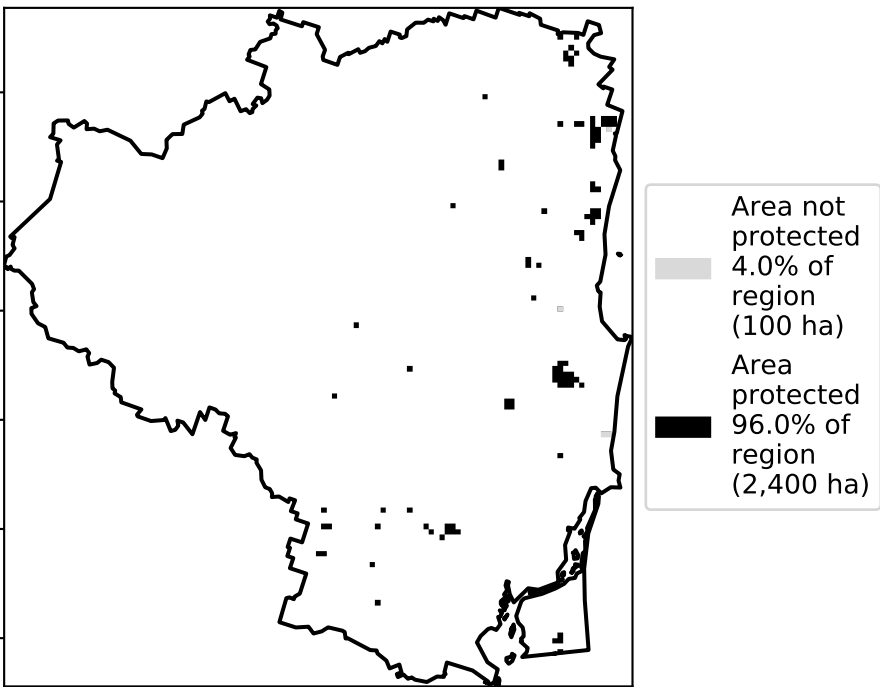 Area not
protected
4.0% of
region
(100 ha)
Area
protected
96.0% of
region
(2,400 ha)